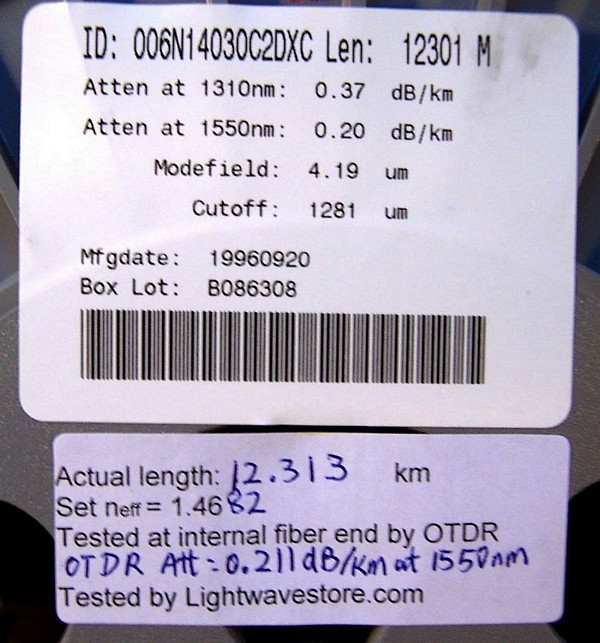 ID: 006N14030C2DXC Len: 12301 M
Atten at 1310nm: 0.37 dB/km
Atten at 1550nm: 0.20 dB/km
Modefield: 4.19 um
Cutoff: 1281 um
Mfgdate: 19960920
Box Lot: B086308
Actual length: 12.313 km
Set neff = 1.4682
Tested at internal fiber end by OTDR
OTDR Att: 0.211dB/km at 1550nm
Tested by Lightwavestore.com